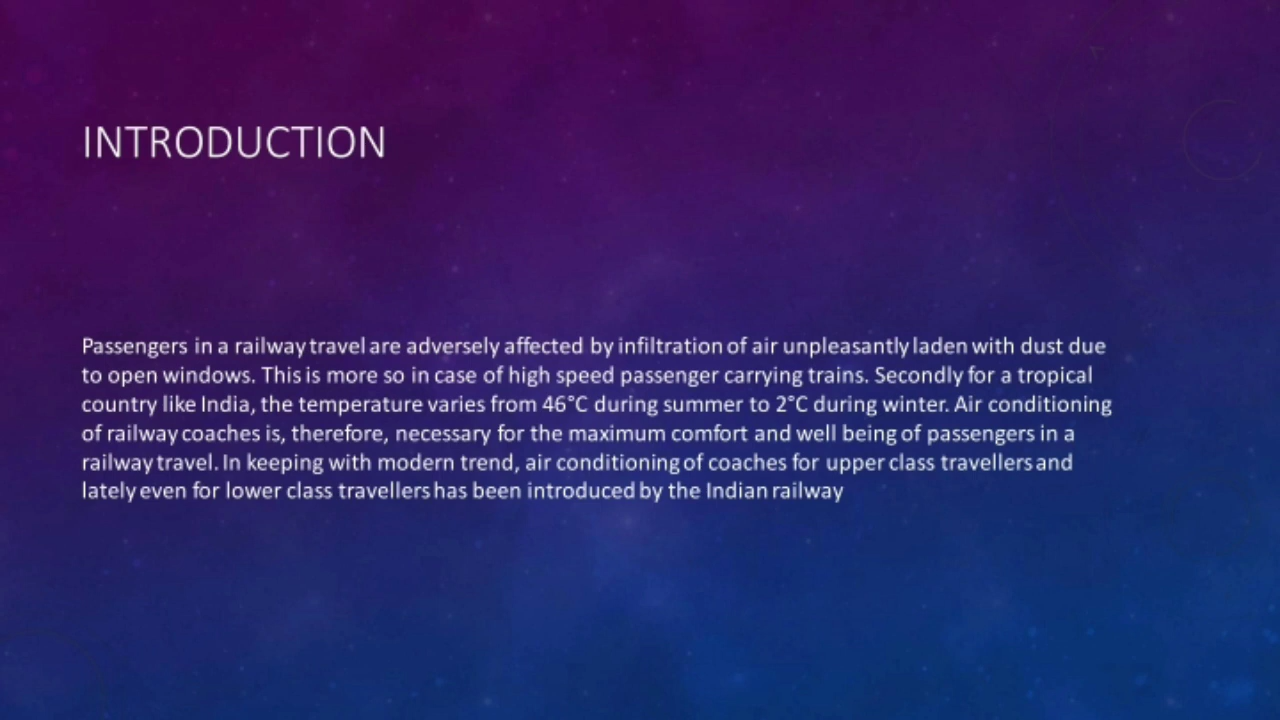 INTRODUCTION
Passengers in a railway travel are adversely affected by infiltration of air unpleasantly laden with dust due
to open windows. This is more so in case of high speed passenger carrying trains. Secondly for a tropical
country like India, the temperature varies from 46°C during summer to 2°C during winter. Air conditioning
of railway coaches is, therefore, necessary for the maximum comfort and well being of passengers in a
railway travel. In keeping with modern trend, air conditioning of coaches for upper class travellers and
lately even for lower class travellers has been introduced by the Indian railway